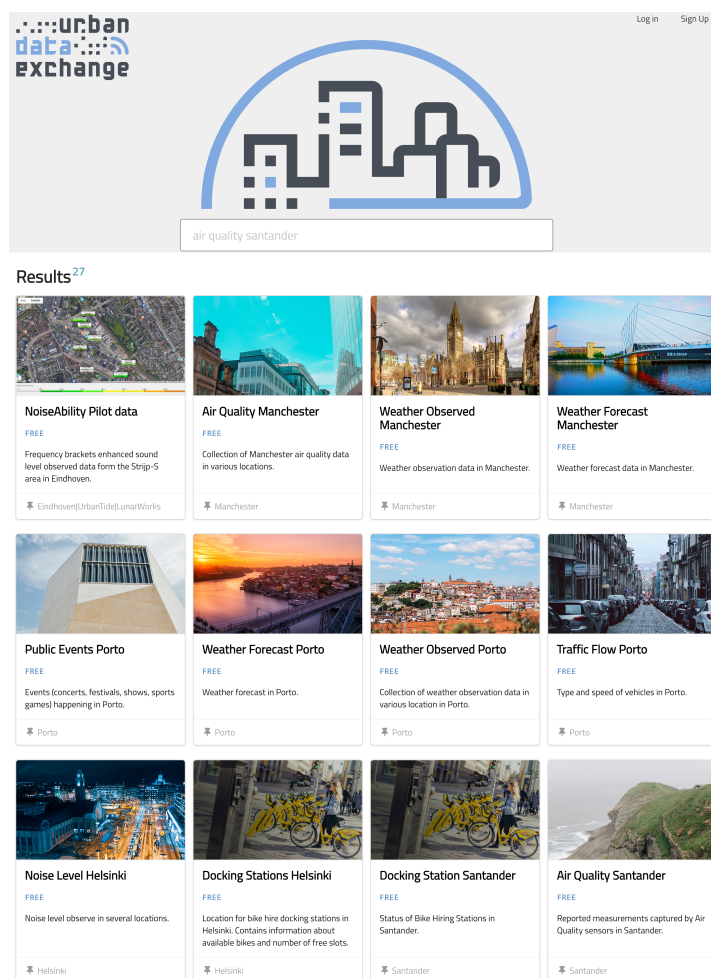 urban
data
exchange
Log in
Sign Up
air quality santander
Results 27
NoiseAbility Pilot data
FREE
Frequency brackets enhanced sound
level observed data form the Strijp-S
area in Eindhoven.
Eindhoven|UrbanTide|LunarWorks
Air Quality Manchester
FREE
Collection of Manchester air quality data
in various locations.
Manchester
Weather Observed
Manchester
FREE
Weather observation data in Manchester.
Manchester
Weather Forecast
Manchester
FREE
Weather forecast data in Manchester.
Manchester
Public Events Porto
FREE
Events (concerts, festivals, shows, sports
games) happening in Porto.
Porto
Weather Forecast Porto
FREE
Weather forecast in Porto.
Porto
Weather Observed Porto
FREE
Collection of weather observation data in
various location in Porto.
Porto
Traffic Flow Porto
FREE
Type and speed of vehicles in Porto.
Porto
Noise Level Helsinki
FREE
Noise level observe in several locations.
Helsinki
Docking Stations Helsinki
FREE
Location for bike hire docking stations in
Helsinki. Contains information about
available bikes and number of free slots.
Helsinki
Docking Station Santander
FREE
Status of Bike Hiring Stations in
Santander.
Santander
Air Quality Santander
FREE
Reported measurements captured by Air
Quality sensors in Santander.
Santander